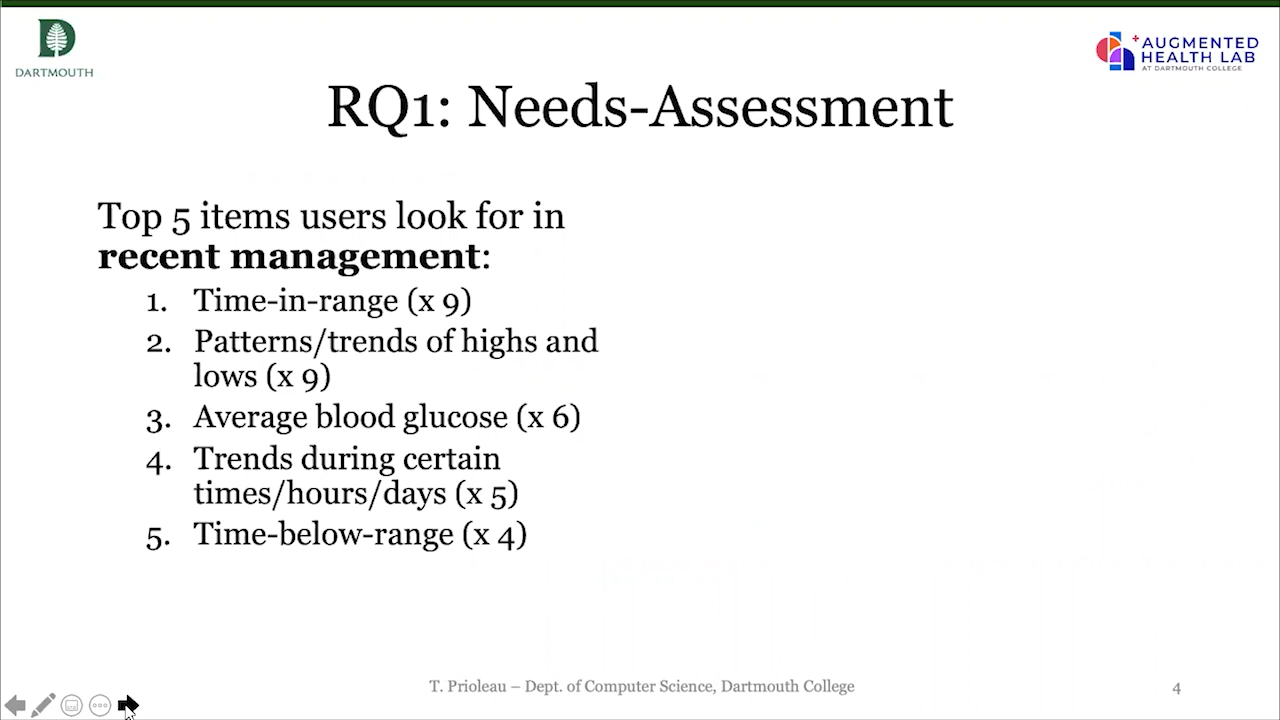 DARTMOUTH
AUGMENTED
HEALTH LAB
AT DARTMOUTH COLLEGE
RQ1: Needs-Assessment
Top 5 items users look for in
recent management:
1. Time-in-range (x 9)
2. Patterns/trends of highs and
lows (x 9)
3. Average blood glucose (x 6)
4. Trends during certain
times/hours/days (x 5)
5. Time-below-range (x 4)
T. Prioleau – Dept. of Computer Science, Dartmouth College
4